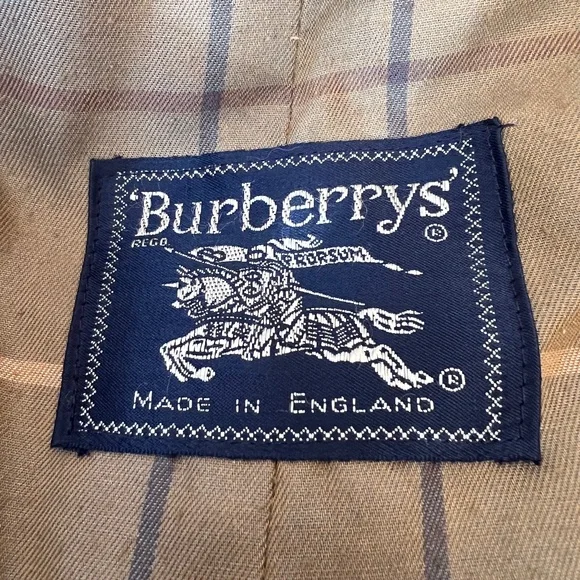 'Burberrys'
REGD.
®
PRORSUM
®
MADE IN ENGLAND